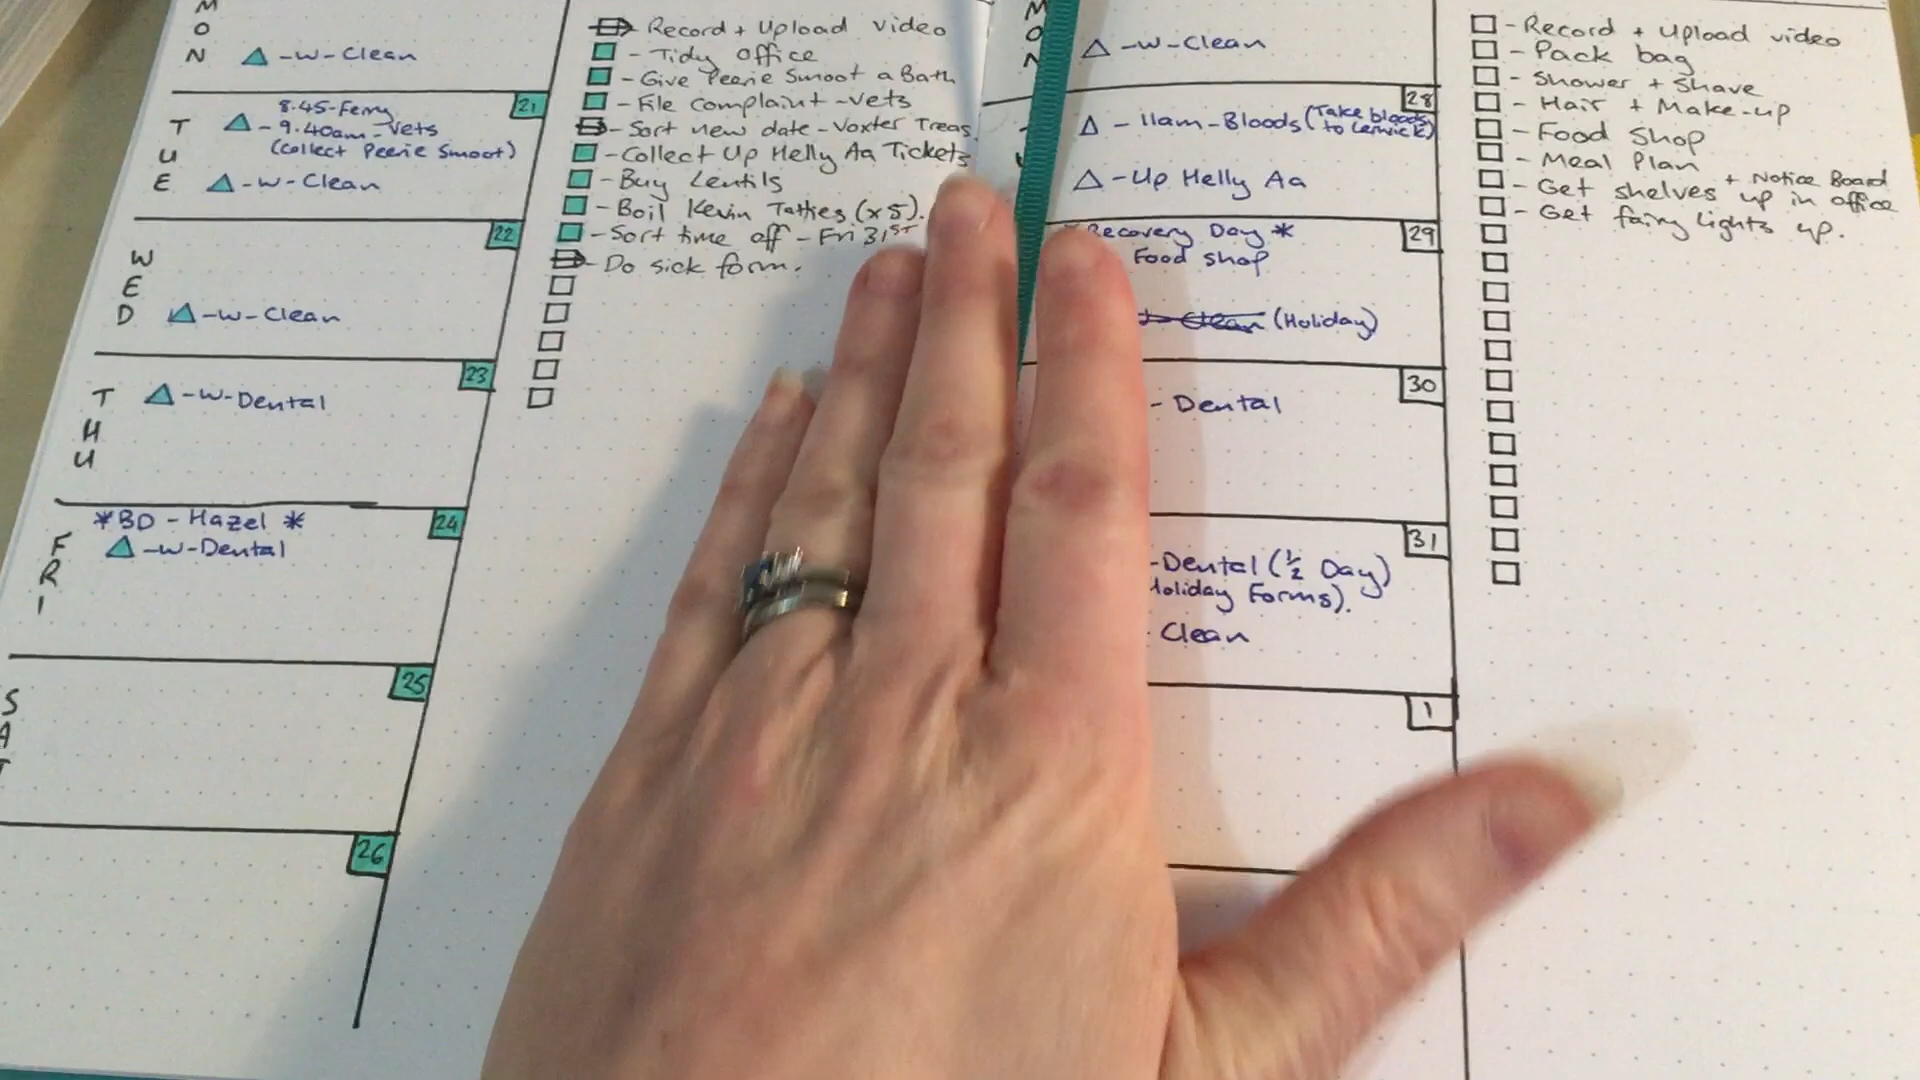 MON
-W-Clean
21
TUE
8.45-Ferry
-9.40am-Vets
(collect Peerie Smoot)
-W-Clean
22
WED
-W-Clean
23
THU
-W-Dental
24
FRI
*BD-Hazel*
-W-Dental
25
SAT
26
-Record + Upload video
-Tidy office
-Give Peerie Smoot a Bath
-File complaint-vets
-Sort new date-Voxter Treas
-Collect Up Helly Aa Tickets
-Buy Lentils
-Boil Kevin Tatties (x5).
-Sort time off-Fri 31ST
-Do sick form.
MON
-W-Clean
28
-11am-Bloods (Take bloods
to Lerwick)
-Up Helly Aa
29
Recovery Day *
Food shop
Clean (Holiday)
30
-Dental
31
-Dental (½ Day)
Holiday Forms).
Clean
1
-Record + Upload video
-Pack bag
-Shower + Shave
-Hair + Make-up
-Food Shop
-Meal Plan
+ Notice Board
-Get shelves up in office
-Get fairy lights up.